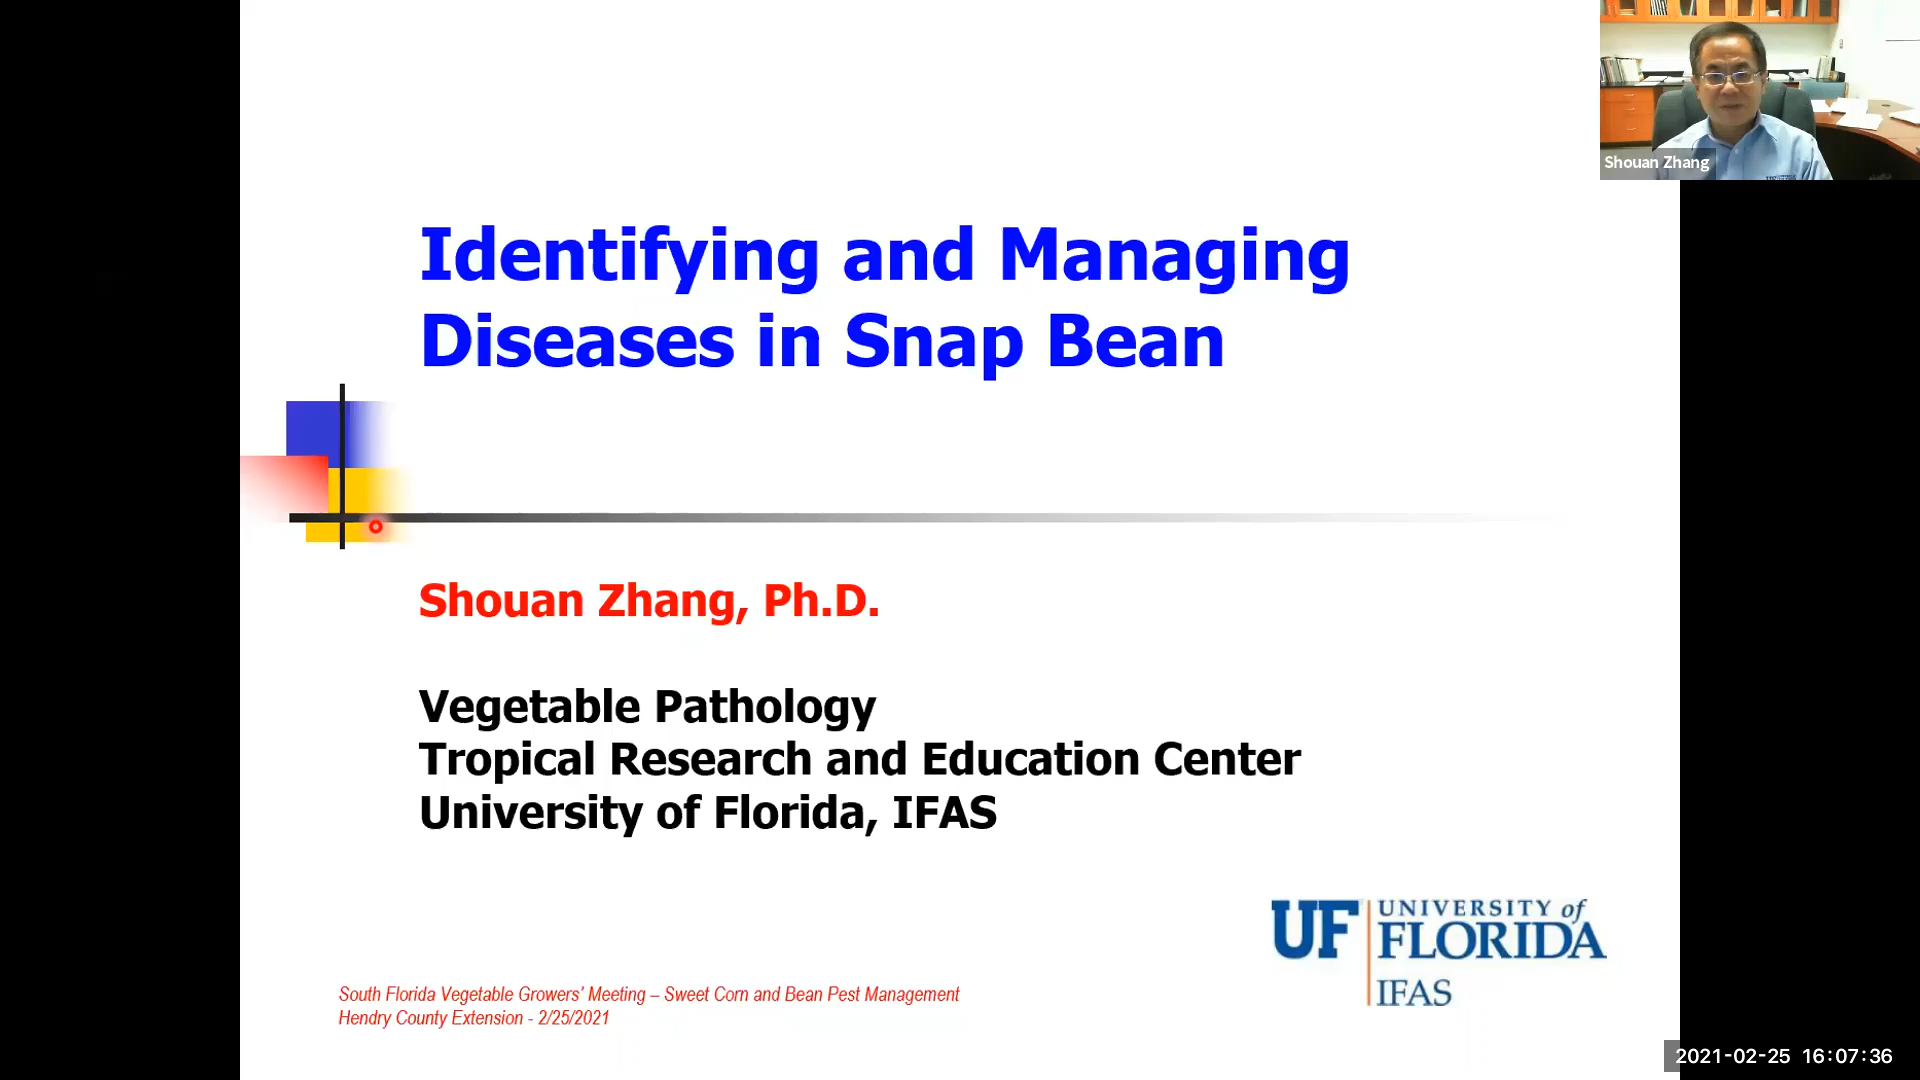 Shouan Zhang
Identifying and Managing
Diseases in Snap Bean
Shouan Zhang, Ph.D.
Vegetable Pathology
Tropical Research and Education Center
University of Florida, IFAS
UF UNIVERSITY of
FLORIDA
IFAS
South Florida Vegetable Growers' Meeting – Sweet Corn and Bean Pest Management
Hendry County Extension - 2/25/2021
2021-02-25 16:07:36